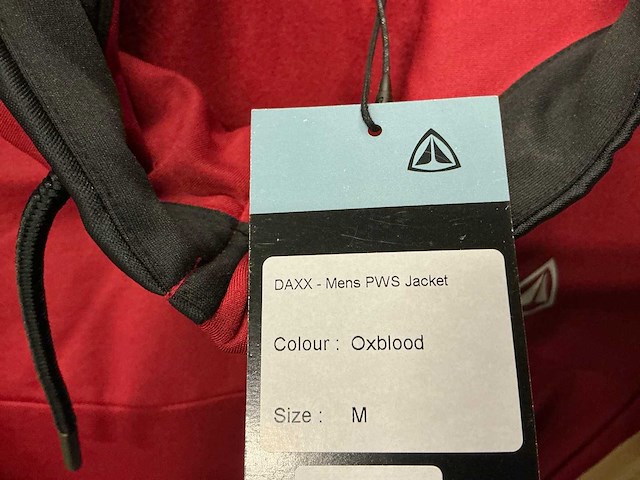 DAXX - Mens PWS Jacket
Colour : Oxblood
Size : M